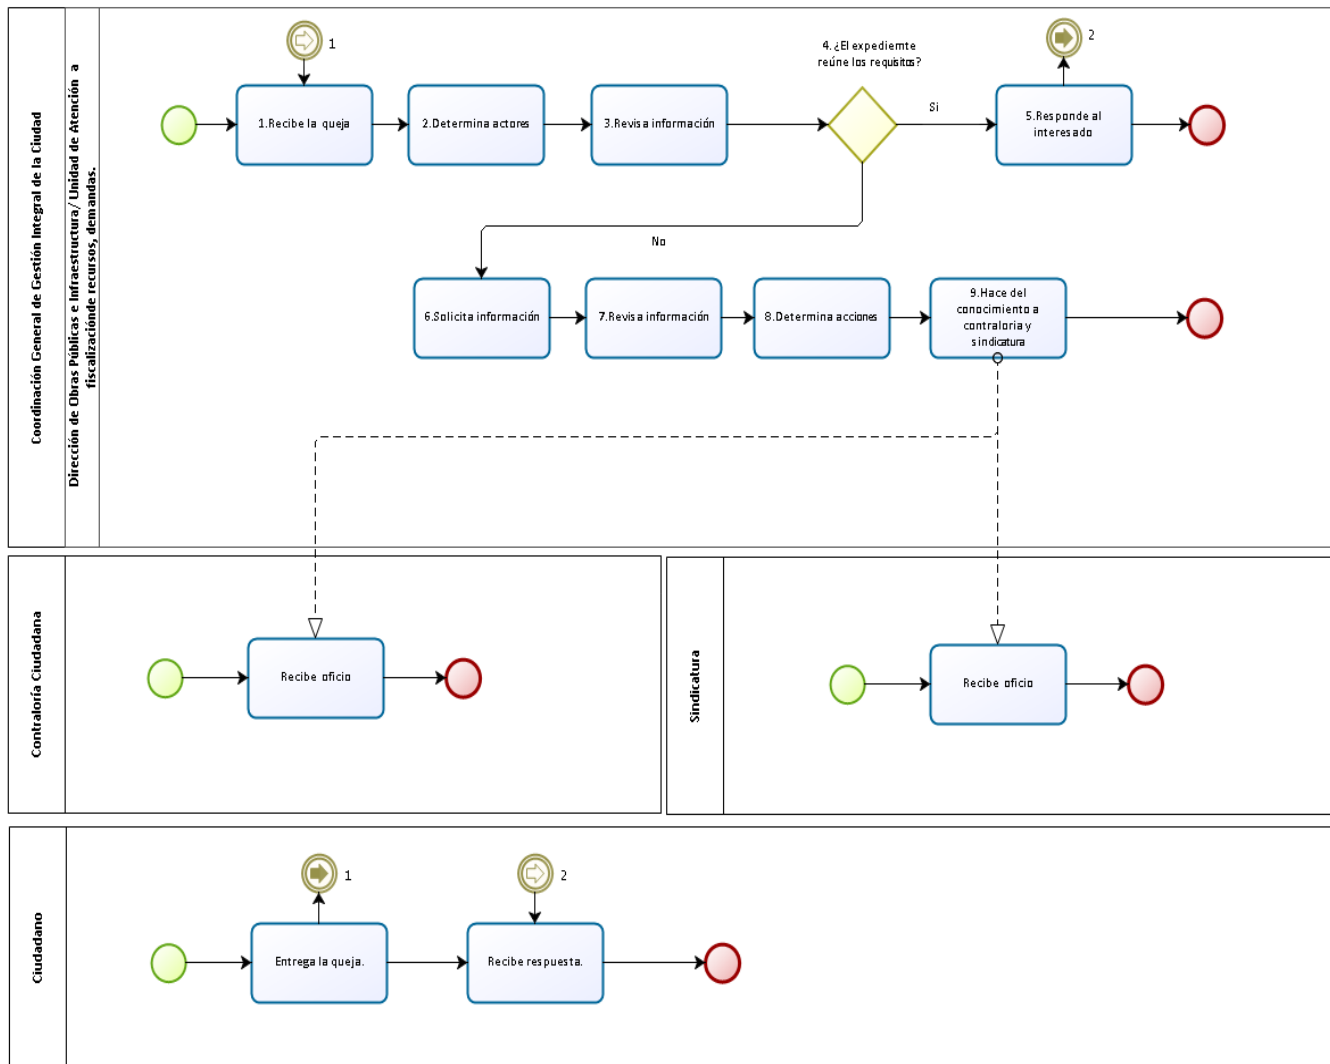 Coordinación General de Gestión Integral de la Ciudad
Dirección de Obras Públicas e Infraestructura/ Unidad de Atención a
fiscalizaciónde recursos, demandas.
1
1.Recibe la queja
2.Determina actores
3.Revisa información
4. ¿El expediemte
reúne los requisitos?
Si
2
5.Responde al
interesado
No
6.Solicita información
7.Revisa información
8.Determina acciones
9.Hace del
conocimiento a
contraloria y
sindicatura
Contraloría Ciudadana
Recibe oficio
Sindicatura
Recibe oficio
Ciudadano
1
2
Entrega la queja.
Recibe respuesta.